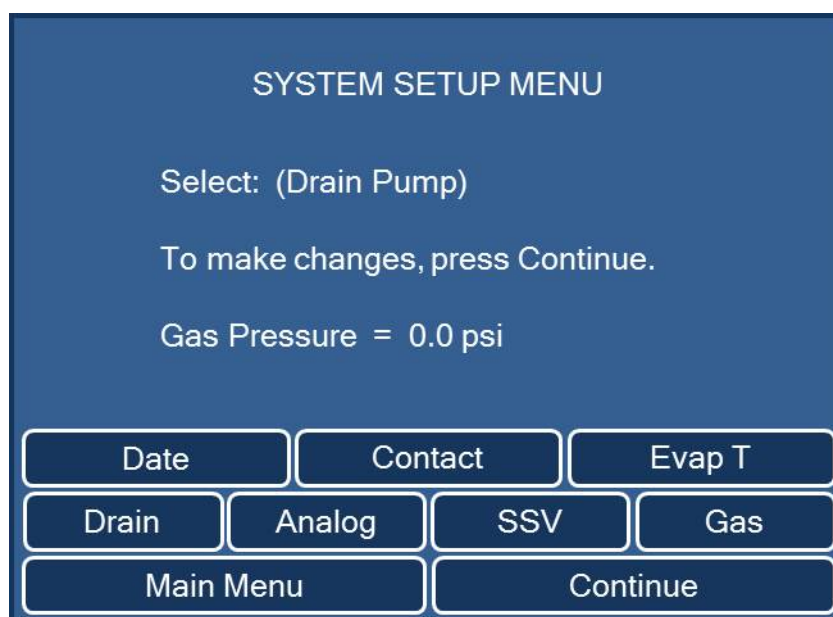 SYSTEM SETUP MENU
Select: (Drain Pump)
To make changes, press Continue.
Gas Pressure = 0.0 psi
Date Contact Evap T
Drain Analog SSV Gas
Main Menu Continue